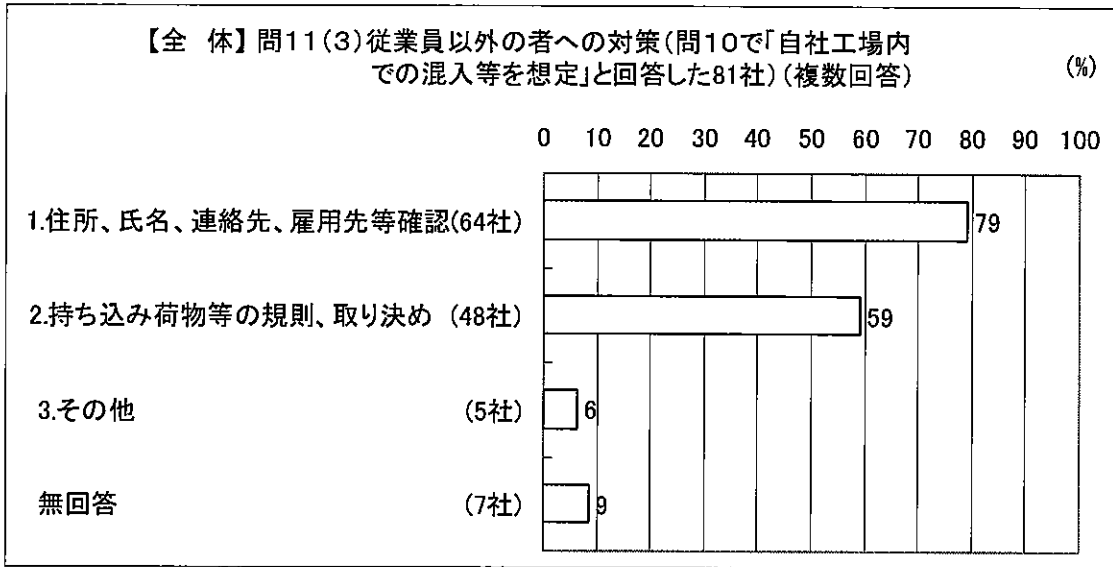 【全 体】問11(3)従業員以外の者への対策(問10で「自社工場内
での混入等を想定」と回答した81社)(複数回答)
(%)
0 10 20 30 40 50 60 70 80 90 100
1.住所、氏名、連絡先、雇用先等確認(64社)
79
2.持ち込み荷物等の規則、取り決め (48社)
59
3.その他 (5社)
6
無回答 (7社)
9